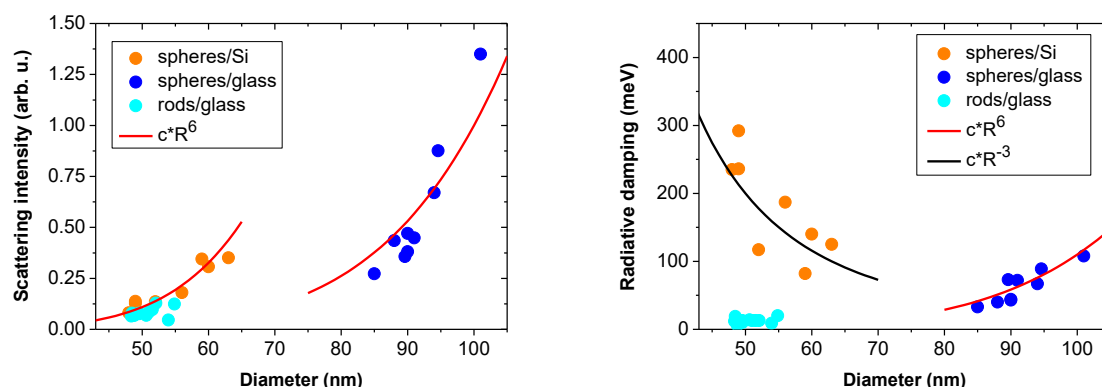 1.50
1.25
1.00
0.75
0.50
0.25
0.00
Scattering intensity (arb. u.)
spheres/Si
spheres/glass
rods/glass
c*R^6
50 60 70 80 90 100
Diameter (nm)
400
300
200
100
0
Radiative damping (meV)
spheres/Si
spheres/glass
rods/glass
c*R^6
c*R^-3
50 60 70 80 90 100
Diameter (nm)